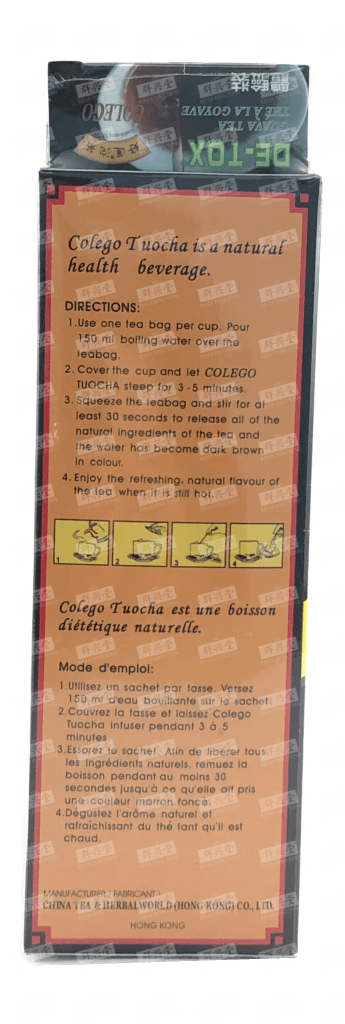 體驗裝
COLEGO
THÉ À LA GOYAVE
GUAVA TEA
DE-TOX
Colego Tuocha is a natural
health beverage.
DIRECTIONS:
1.Use one tea bag per cup. Pour
150 ml boiling water over the
teabag.
2. Cover the cup and let COLEGO
TUOCHA steep for 3 - 5 minutes.
3. Squeeze the teabag and stir for at
least 30 seconds to release all of the
natural ingredients of the tea and
the water has become dark brown
in colour.
4. Enjoy the refreshing, natural flavour of
the tea when it is still hot.
1 2 3 4
Colego Tuocha est une boisson
diététique naturelle.
Mode d'emploi:
1.Utilisez un sachet par tasse. Versez
150 ml d'eau bouillante sur le sachet.
2.Couvrez la tasse et laissez Colego
Tuocha infuser pendant 3 à 5
minutes.
3.Essorez le sachet. Afin de libérer tous
les ingrédients naturels, remuez la
boisson pendant au moins 30
secondes jusqu'à ce qu'elle ait pris
une couleur marron foncé.
4.Dégustez l'arôme naturel et
rafraîchissant du thé tant qu'il est
chaud.
MANUFACTURER / FABRICANT :
CHINA TEA & HERBALWORLD (HONG KONG) CO., LTD.
HONG KONG